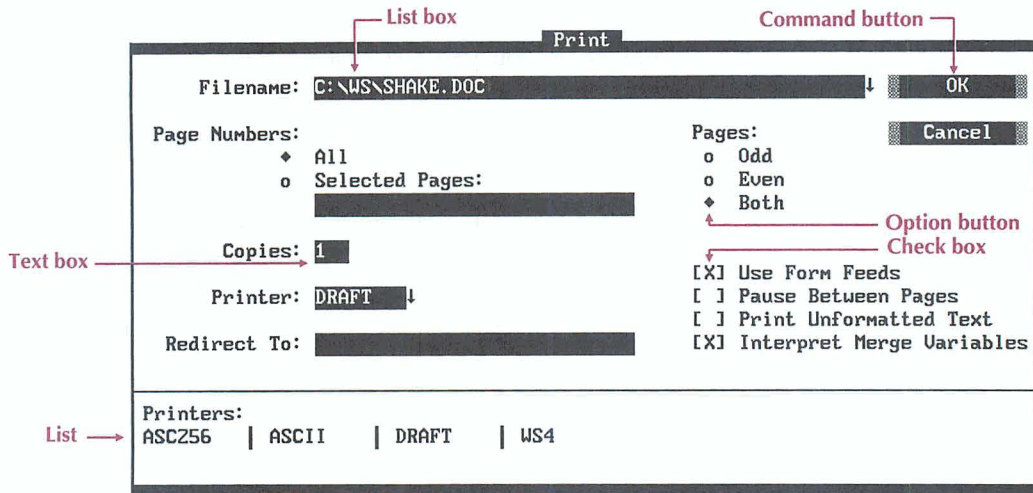 List box
Command button
Print
Filename: C:\WS\SHAKE.DOC ↓ OK
Page Numbers: Pages: Cancel
◆ All o Odd
o Selected Pages: o Even
◆ Both
Option button
Check box
Text box
Copies: 1
[X] Use Form Feeds
Printer: DRAFT ↓ [ ] Pause Between Pages
[ ] Print Unformatted Text
Redirect To: [X] Interpret Merge Variables
Printers:
List
ASC256 | ASCII | DRAFT | WS4